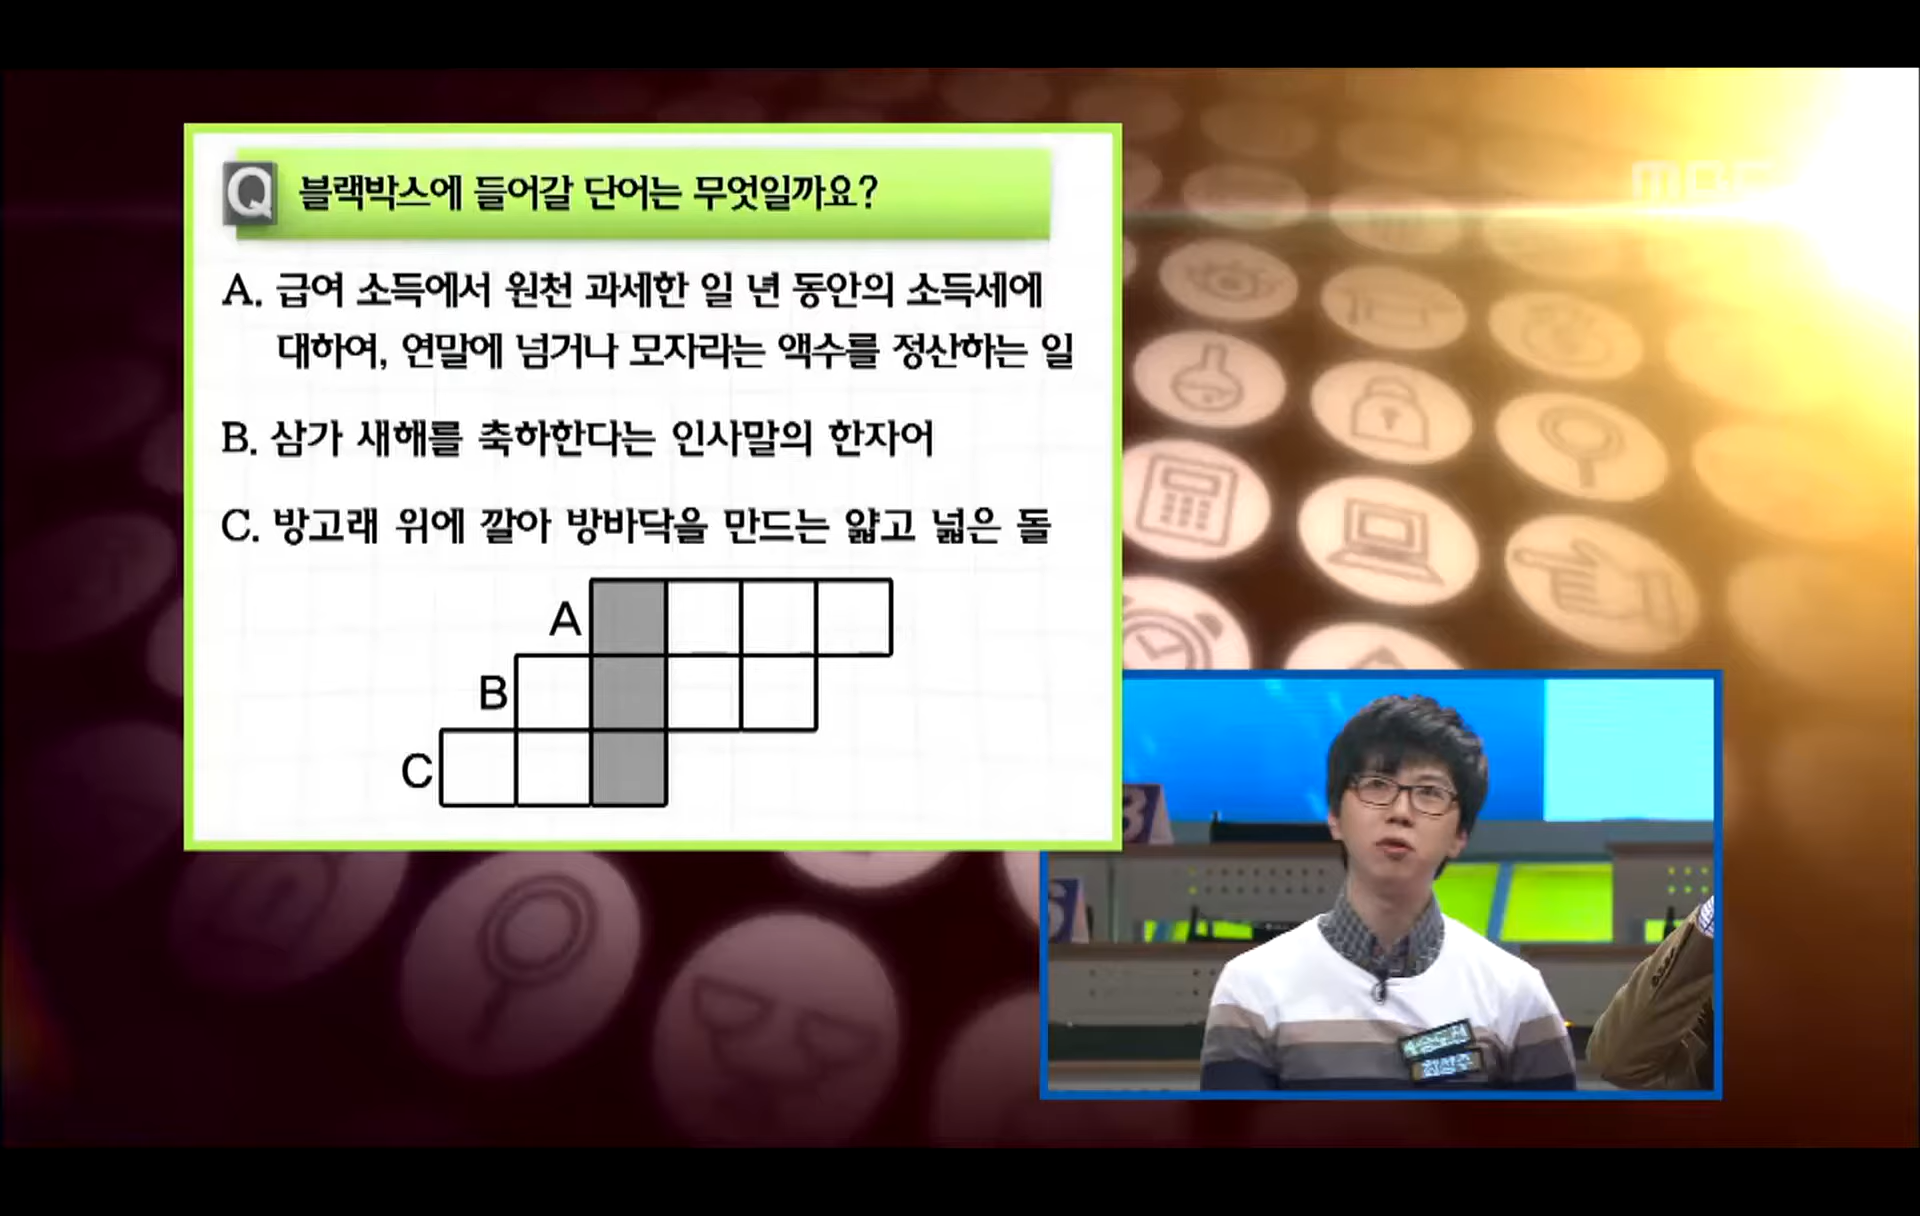 Q 블랙박스에 들어갈 단어는 무엇일까요?
A. 급여 소득에서 원천 과세한 일 년 동안의 소득세에
대하여, 연말에 넘거나 모자라는 액수를 정산하는 일
B. 삼가 새해를 축하한다는 인사말의 한자어
C. 방고래 위에 깔아 방바닥을 만드는 얇고 넓은 돌
A
B
C
MBC